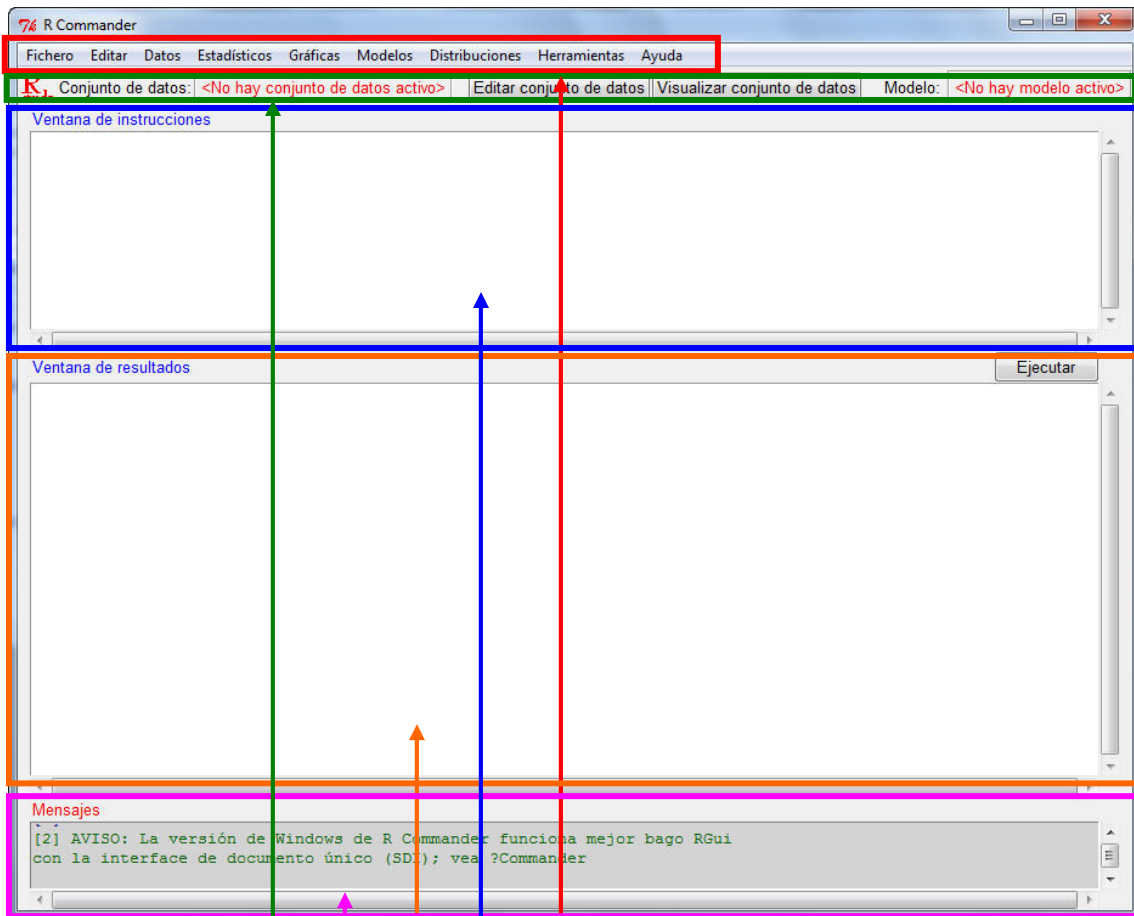 R Commander
Fichero Editar Datos Estadísticos Gráficas Modelos Distribuciones Herramientas Ayuda
Conjunto de datos: <No hay conjunto de datos activo> Editar conjunto de datos Visualizar conjunto de datos Modelo: <No hay modelo activo>
Ventana de instrucciones
Ventana de resultados Ejecutar
Mensajes
[2] AVISO: La versión de Windows de R Commander funciona mejor bago RGui
con la interface de documento único (SDI); vea ?Commander